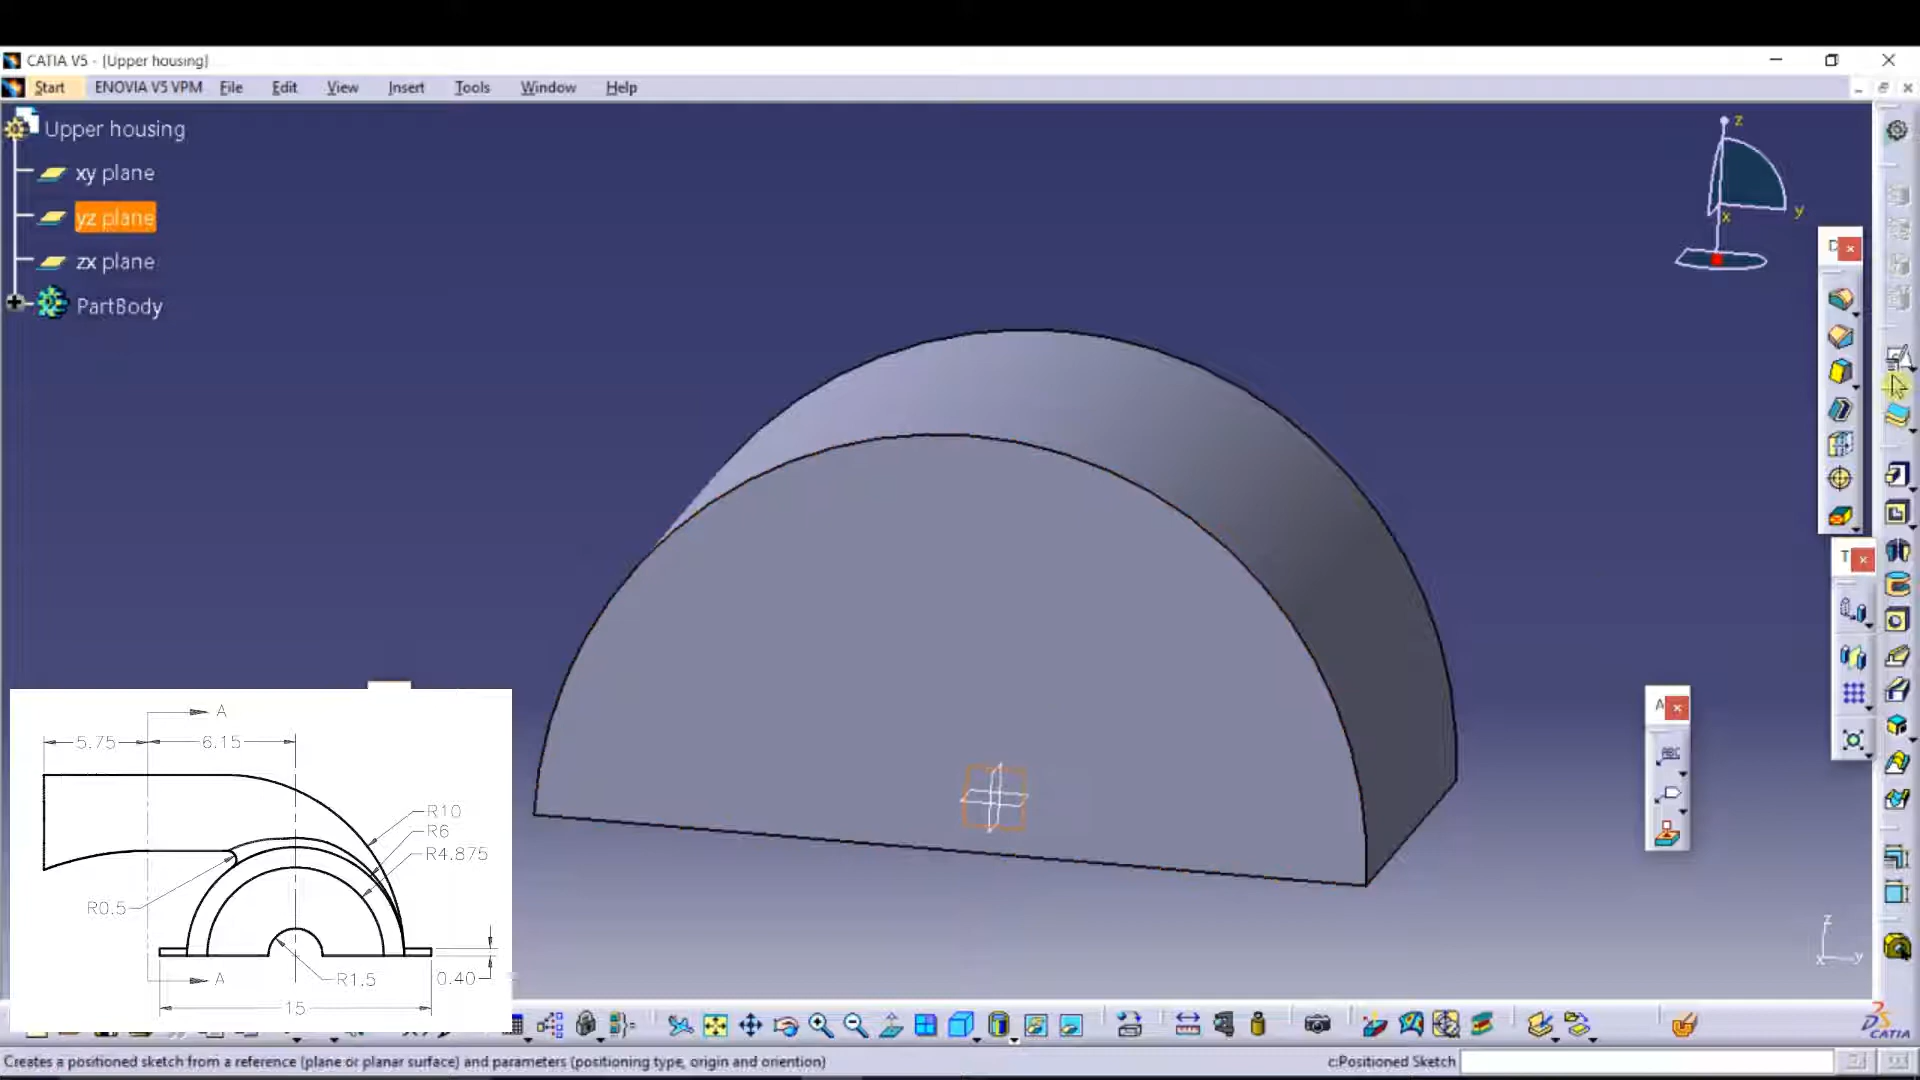 CATIA V5 - [Upper housing]
Start ENOVIA V5 VPM File Edit View Insert Tools Window Help
Upper housing
xy plane
yz plane
zx plane
PartBody
z
y
x
D
T
A
ABC
A
5.75
6.15
R10
R6
R4.875
R0.5
A
R1.5
0.40
15
z
x y
CATIA
Creates a positioned sketch from a reference (plane or planar surface) and parameters (positioning type, origin and orientation)
c:Positioned Sketch